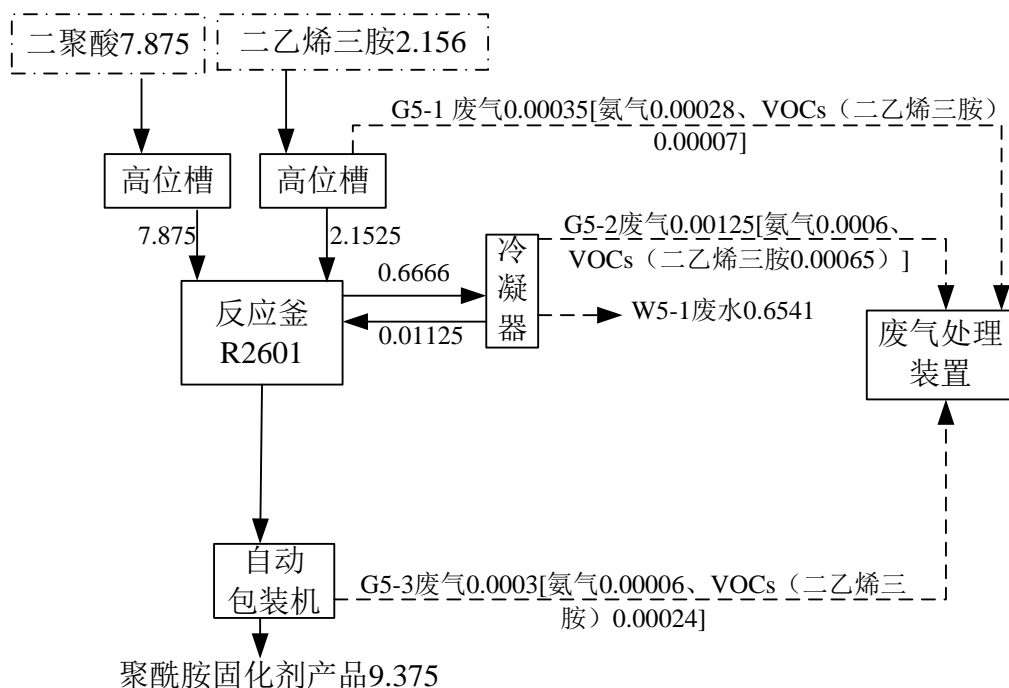 二聚酸7.875
二乙烯三胺2.156
G5-1 废气0.00035[氨气0.00028、VOCs（二乙烯三胺）
0.00007]
高位槽
高位槽
7.875
2.1525
G5-2废气0.00125[氨气0.0006、
VOCs（二乙烯三胺0.00065）]
冷
凝
器
0.6666
0.01125
W5-1废水0.6541
反应釜
R2601
废气处理
装置
自动
包装机
G5-3废气0.0003[氨气0.00006、VOCs（二乙烯三
胺）0.00024]
聚酰胺固化剂产品9.375